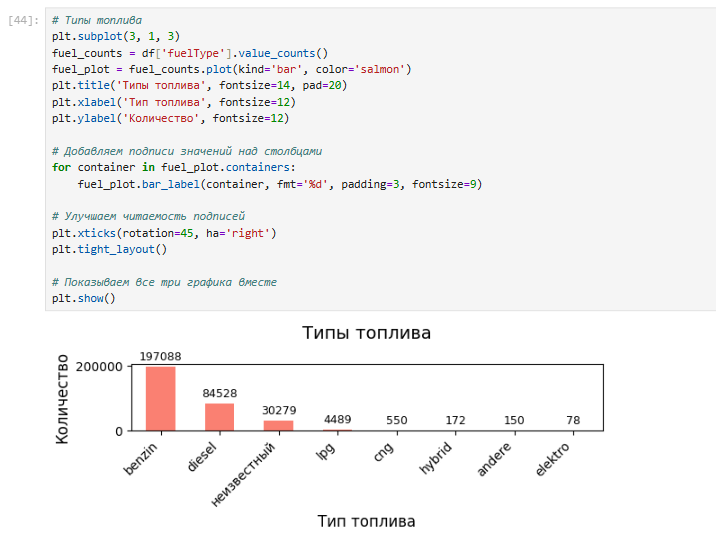 [44]:
# Типы топлива
plt.subplot(3, 1, 3)
fuel_counts = df['fuelType'].value_counts()
fuel_plot = fuel_counts.plot(kind='bar', color='salmon')
plt.title('Типы топлива', fontsize=14, pad=20)
plt.xlabel('Тип топлива', fontsize=12)
plt.ylabel('Количество', fontsize=12)
# Добавляем подписи значений над столбцами
for container in fuel_plot.containers:
    fuel_plot.bar_label(container, fmt='%d', padding=3, fontsize=9)
# Улучшаем читаемость подписей
plt.xticks(rotation=45, ha='right')
plt.tight_layout()
# Показываем все три графика вместе
plt.show()
Типы топлива
Количество
200000
0
197088
84528
30279
4489
550
172
150
78
benzin
diesel
неизвестный
lpg
cng
hybrid
andere
elektro
Тип топлива